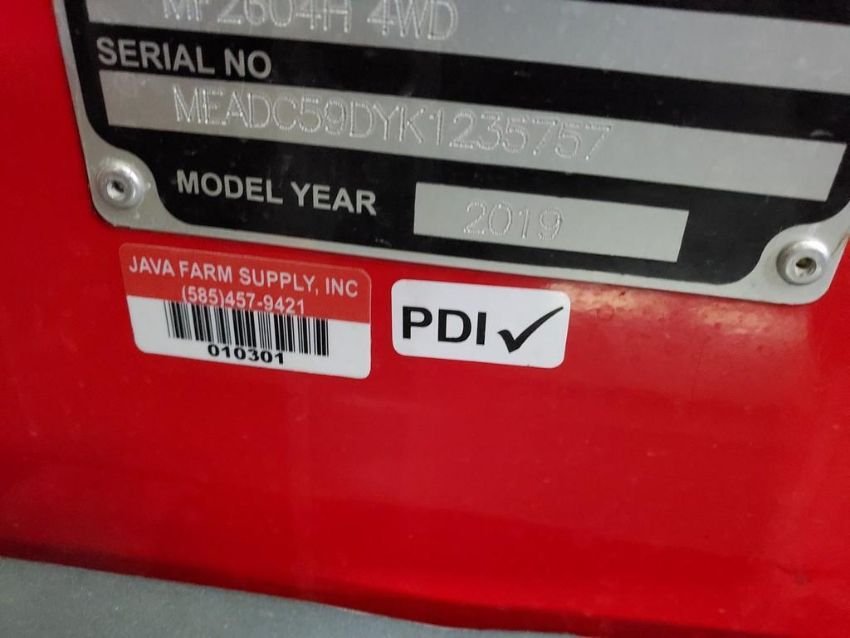 MF2604H 4WD
SERIAL NO
MEADC59DYK1235757
MODEL YEAR
2019
JAVA FARM SUPPLY, INC
(585)457-9421
010301
PDI✓